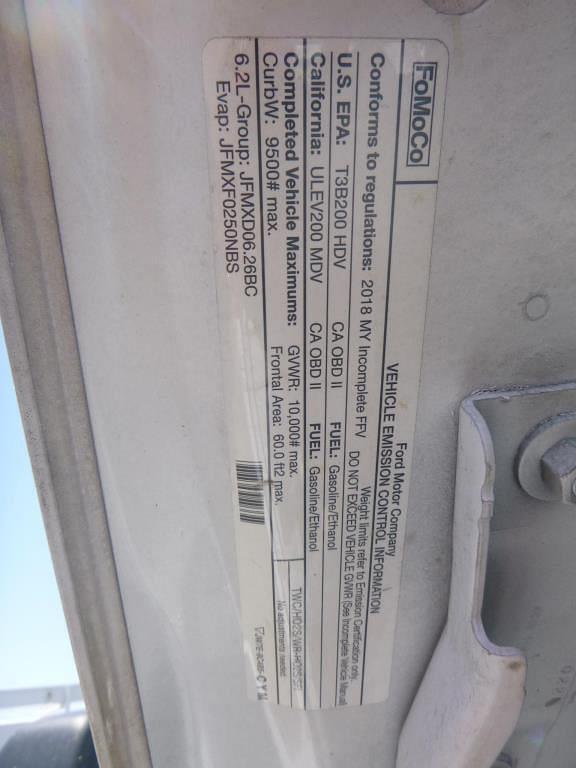 FoMoCo
Ford Motor Company
VEHICLE EMISSION CONTROL INFORMATION
Conforms to regulations: 2018 MY Incomplete FFV
Weight limits refer to Emission Certification only.
DO NOT EXCEED VEHICLE GVWR (See Incomplete Vehicle Manual
U.S. EPA: T3B200 HDV CA OBD II FUEL: Gasoline/Ethanol
California: ULEV200 MDV CA OBD II FUEL: Gasoline/Ethanol
Completed Vehicle Maximums: GVWR: 10,000# max.
CurbW: 9500# max. Frontal Area: 60.0 ft2 max.
No adjustments needed.
6.2L-Group: JFMXD06.26BC
Evap: JFMXF0250NBS